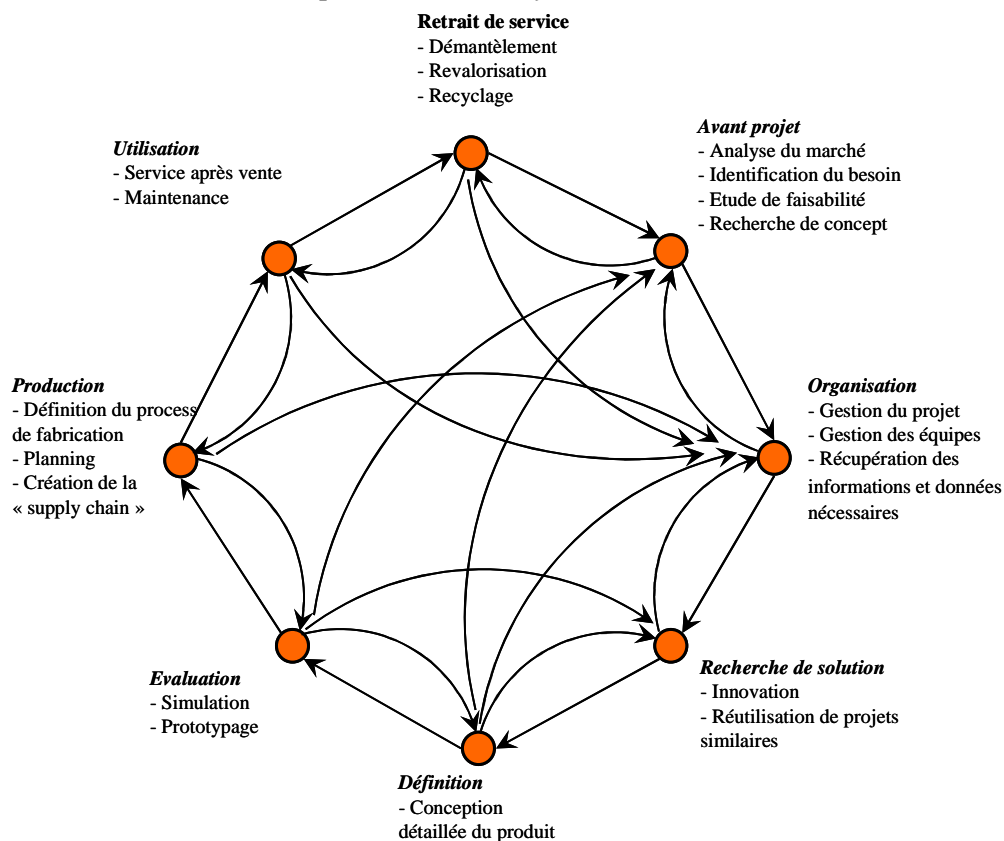 Retrait de service
- Démantèlement
- Revalorisation
- Recyclage
Avant projet
- Analyse du marché
- Identification du besoin
- Etude de faisabilité
- Recherche de concept
Utilisation
- Service après vente
- Maintenance
Production
- Définition du process
de fabrication
- Planning
- Création de la
« supply chain »
Organisation
- Gestion du projet
- Gestion des équipes
- Récupération des
informations et données
nécessaires
Evaluation
- Simulation
- Prototypage
Recherche de solution
- Innovation
- Réutilisation de projets
similaires
Définition
- Conception
détaillée du produit